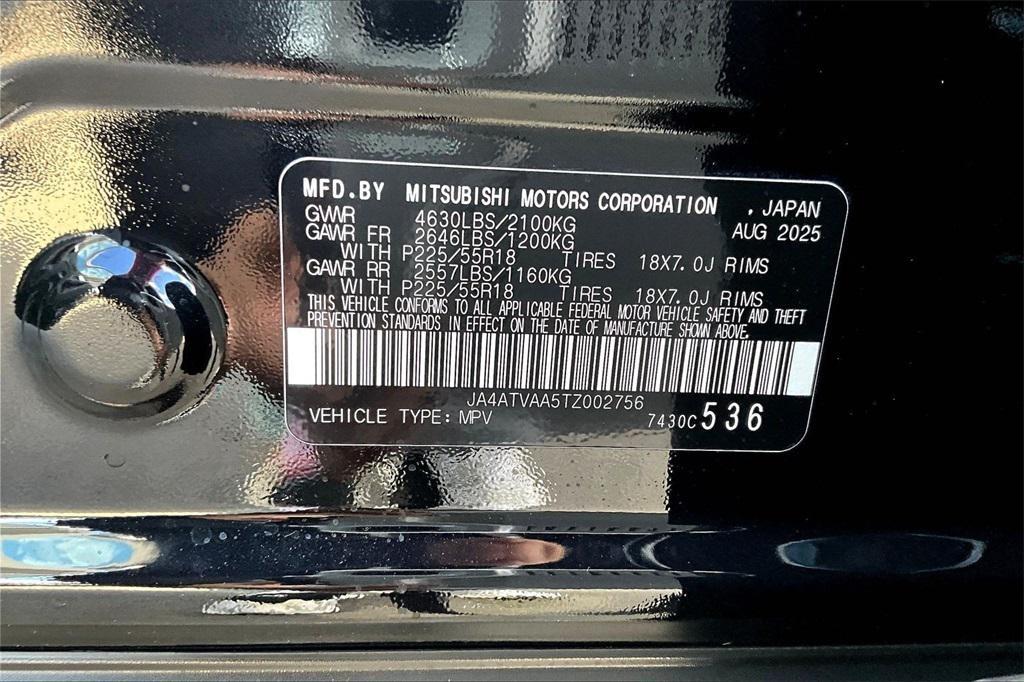 MFD.BY MITSUBISHI MOTORS CORPORATION , JAPAN
GWWR 4630LBS/2100KG AUG 2025
GAWR FR 2646LBS/1200KG
WITH P225/55R18 TIRES 18X7.0J RIMS
GAWR RR 2557LBS/1160KG
WITH P225/55R18 TIRES 18X7.0J RIMS
THIS VEHICLE CONFORMS TO ALL APPLICABLE FEDERAL MOTOR VEHICLE SAFETY AND THEFT
PREVENTION STANDARDS IN EFFECT ON THE DATE OF MANUFACTURE SHOWN ABOVE.
JA4ATVAA5TZ002756
VEHICLE TYPE: MPV 7430C 536